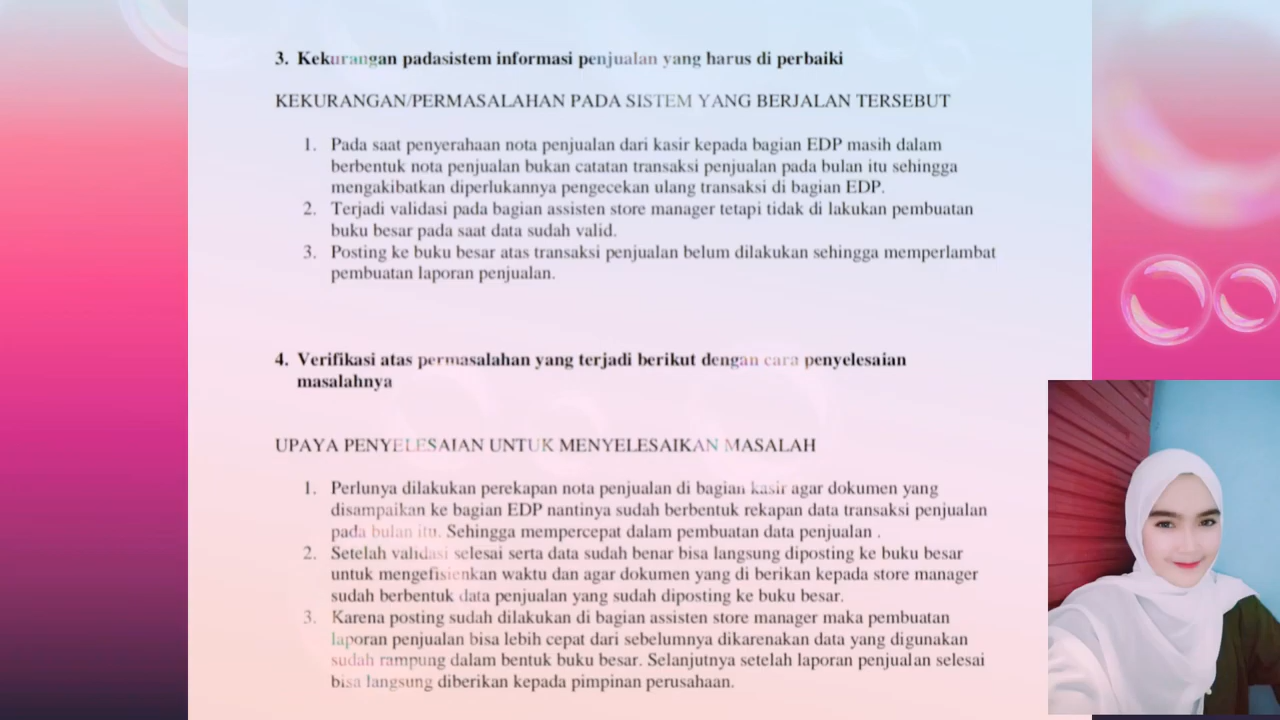 3. Kekurangan padasistem informasi penjualan yang harus di perbaiki
KEKURANGAN/PERMASALAHAN PADA SISTEM YANG BERJALAN TERSEBUT
1. Pada saat penyerahaan nota penjualan dari kasir kepada bagian EDP masih dalam
berbentuk nota penjualan bukan catatan transaksi penjualan pada bulan itu sehingga
mengakibatkan diperlukannya pengecekan ulang transaksi di bagian EDP.
2. Terjadi validasi pada bagian assisten store manager tetapi tidak di lakukan pembuatan
buku besar pada saat data sudah valid.
3. Posting ke buku besar atas transaksi penjualan belum dilakukan sehingga memperlambat
pembuatan laporan penjualan.
4. Verifikasi atas permasalahan yang terjadi berikut dengan cara penyelesaian
masalahnya
UPAYA PENYELESAIAN UNTUK MENYELESAIKAN MASALAH
1. Perlunya dilakukan perekapan nota penjualan di bagian kasir agar dokumen yang
disampaikan ke bagian EDP nantinya sudah berbentuk rekapan data transaksi penjualan
pada bulan itu. Sehingga mempercepat dalam pembuatan data penjualan .
2. Setelah validasi selesai serta data sudah benar bisa langsung diposting ke buku besar
untuk mengefisienkan waktu dan agar dokumen yang di berikan kepada store manager
sudah berbentuk data penjualan yang sudah diposting ke buku besar.
3. Karena posting sudah dilakukan di bagian assisten store manager maka pembuatan
laporan penjualan bisa lebih cepat dari sebelumnya dikarenakan data yang digunakan
sudah rampung dalam bentuk buku besar. Selanjutnya setelah laporan penjualan selesai
bisa langsung diberikan kepada pimpinan perusahaan.